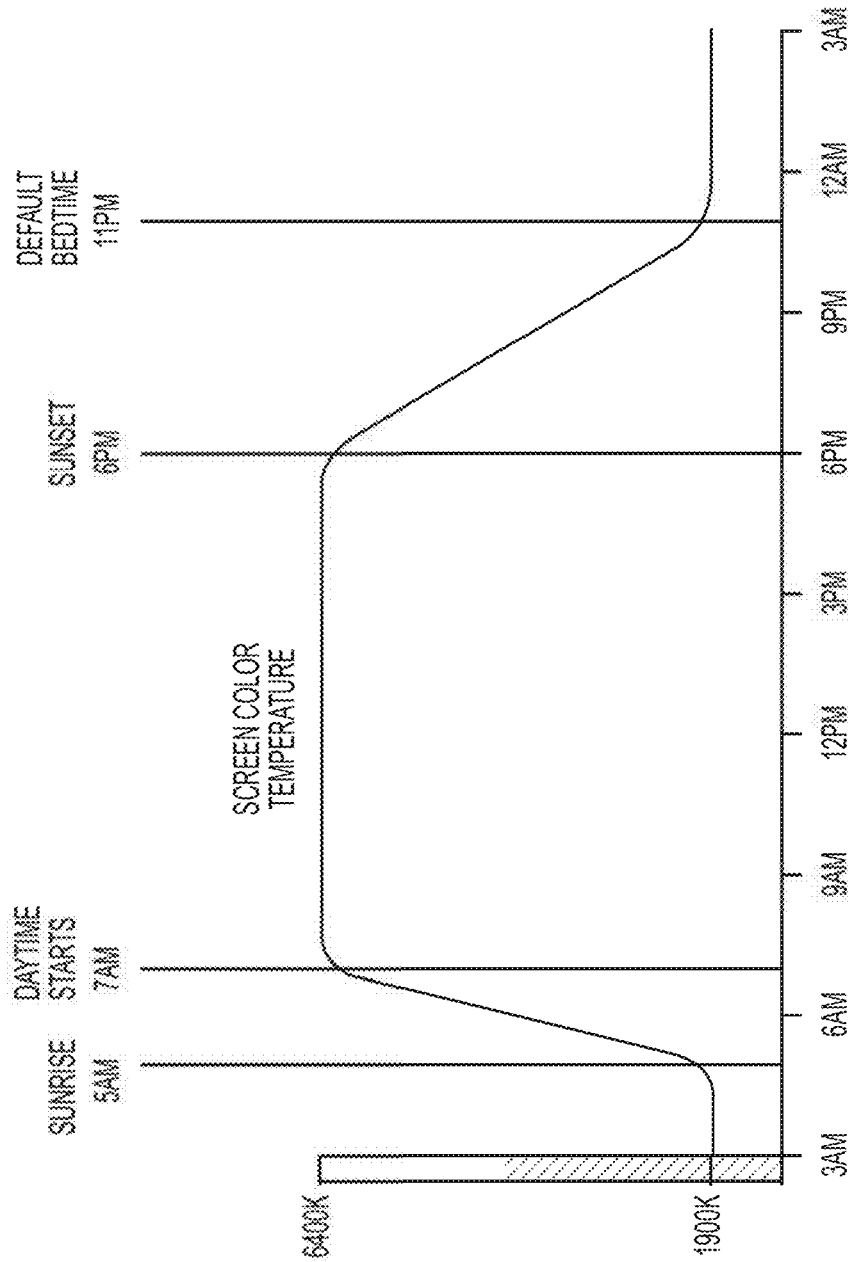 SUNRISE
5AM
DAYTIME
STARTS
7AM
SUNSET
6PM
DEFAULT
BEDTIME
11PM
SCREEN COLOR
TEMPERATURE
6400K
1900K
3AM
6AM
9AM
12PM
3PM
6PM
9PM
12AM
3AM